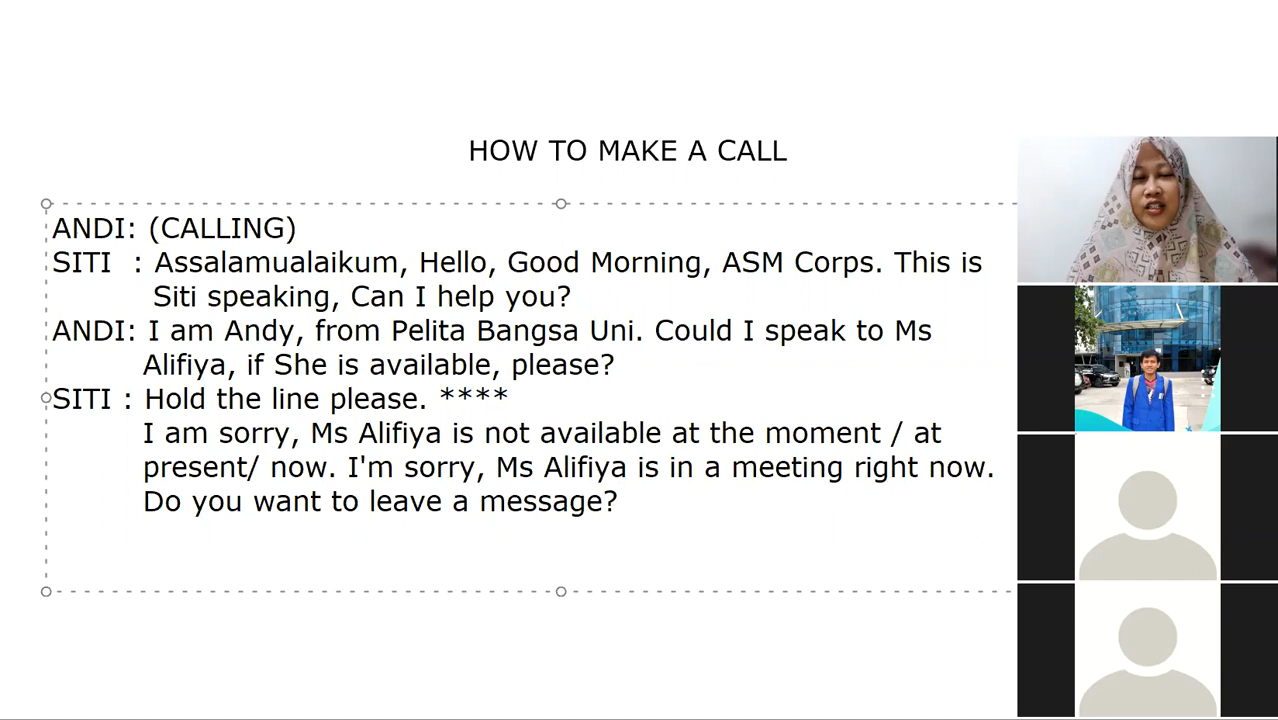 HOW TO MAKE A CALL
ANDI: (CALLING)
SITI : Assalamualaikum, Hello, Good Morning, ASM Corps. This is
Siti speaking, Can I help you?
ANDI: I am Andy, from Pelita Bangsa Uni. Could I speak to Ms
Alifiya, if She is available, please?
SITI : Hold the line please. ****
I am sorry, Ms Alifiya is not available at the moment / at
present/ now. I'm sorry, Ms Alifiya is in a meeting right now.
Do you want to leave a message?